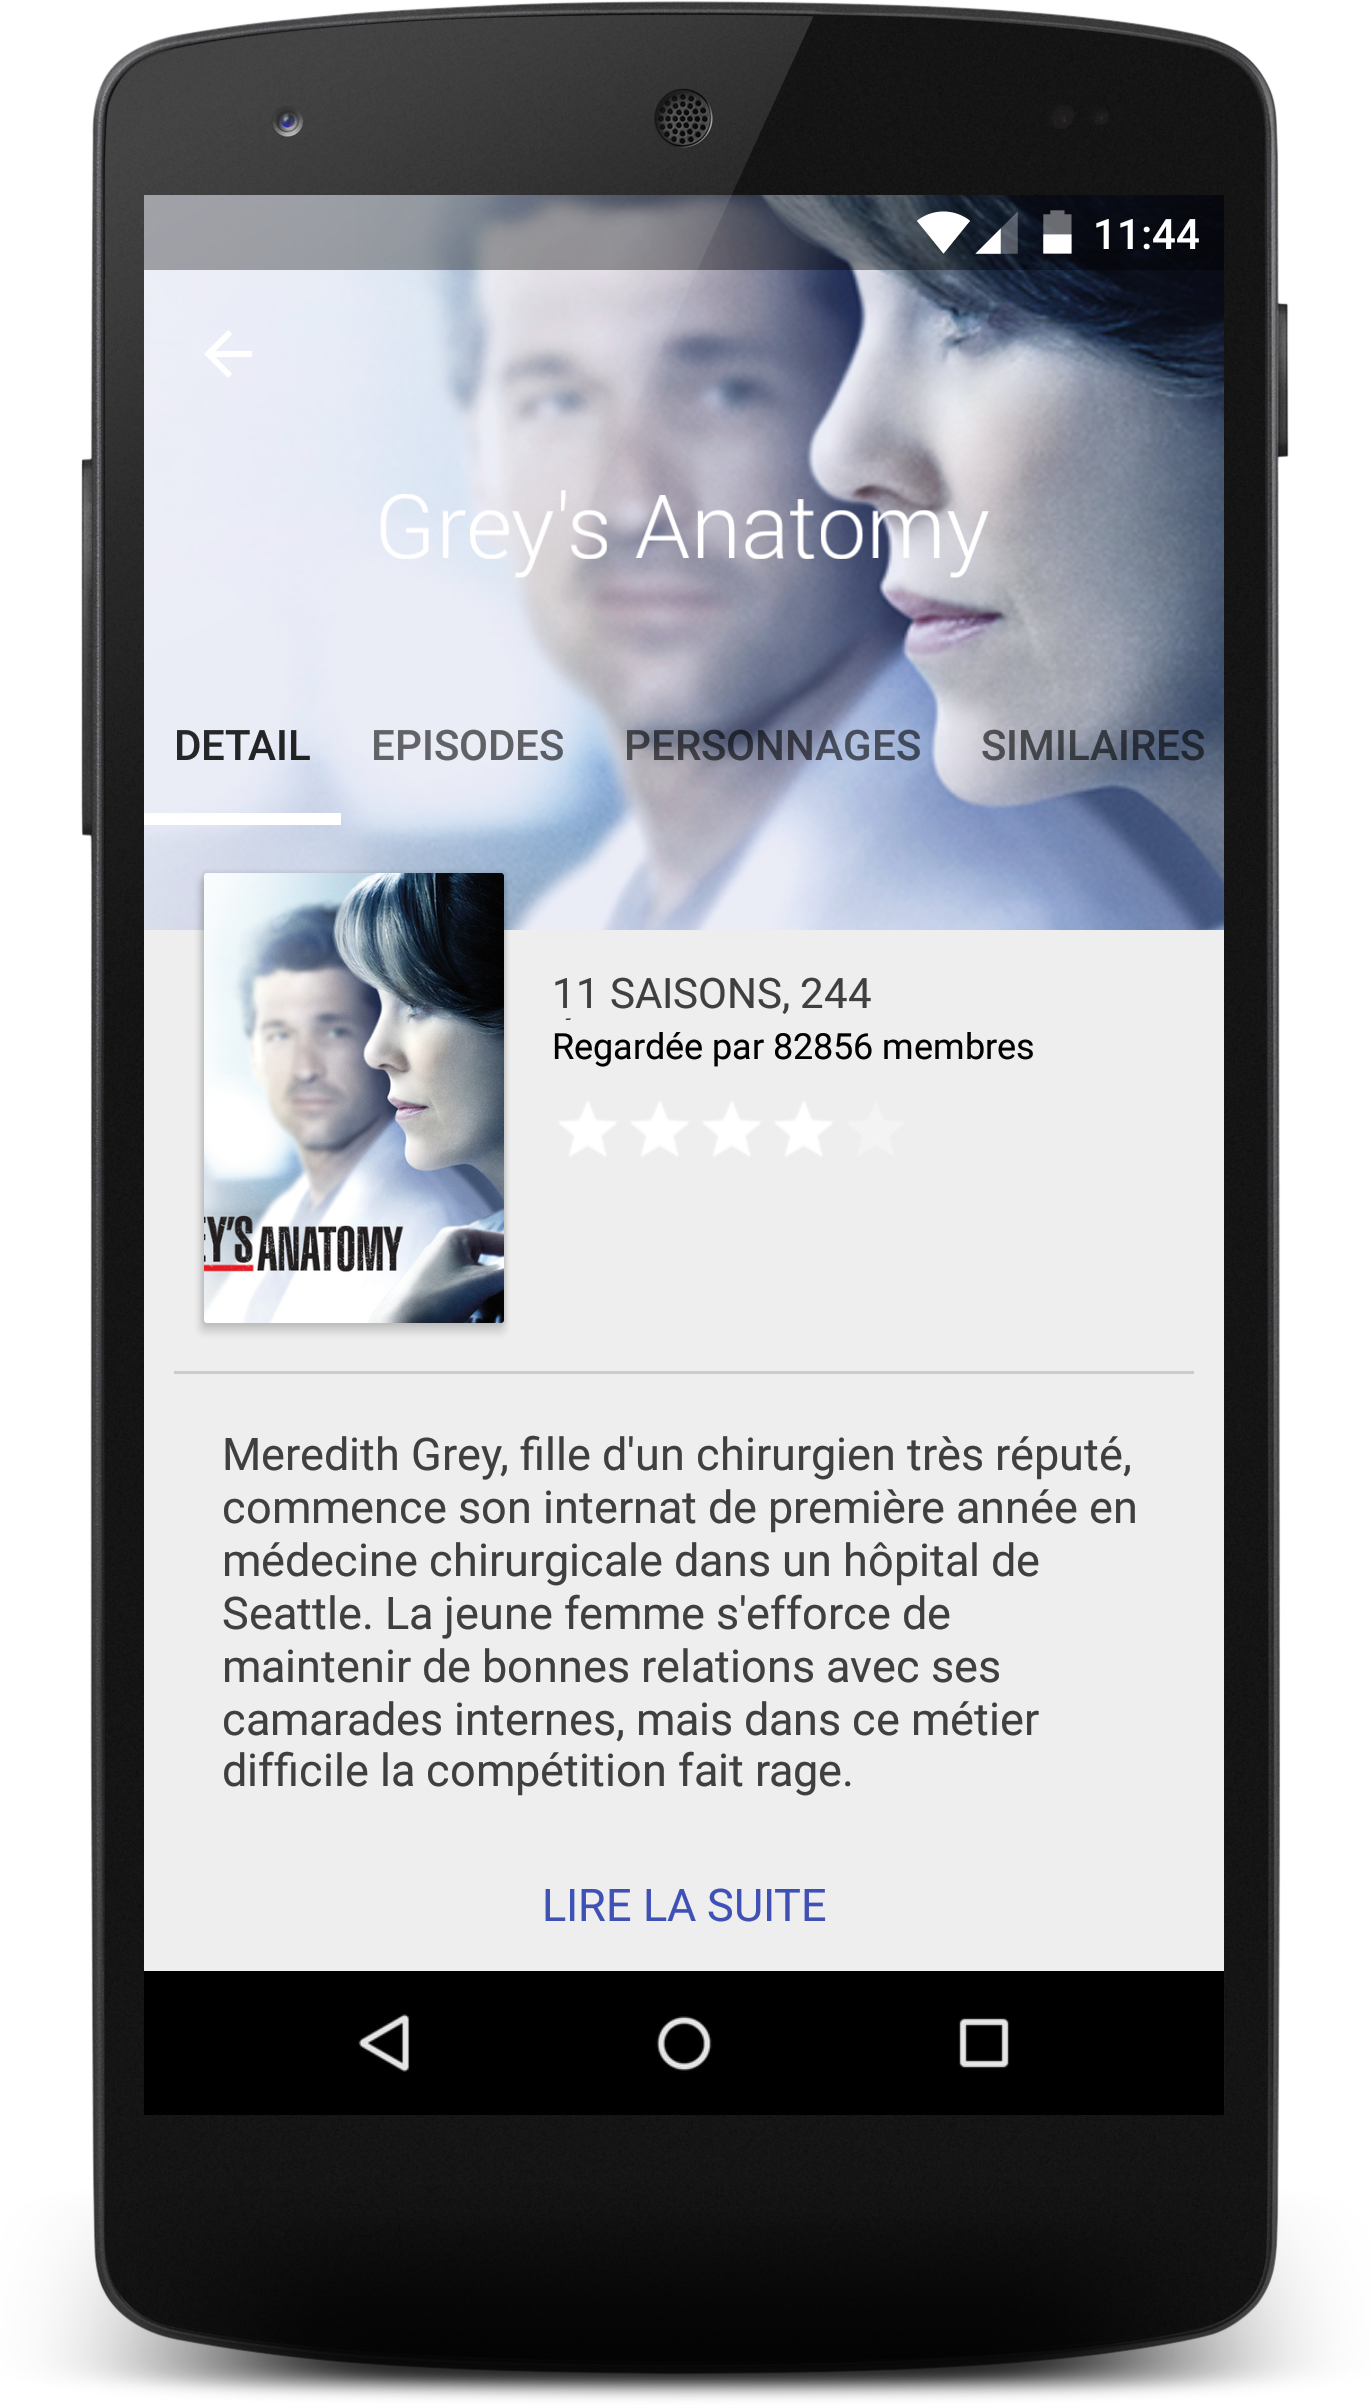 11:44
Grey's Anatomy
DETAIL EPISODES PERSONNAGES SIMILAIRES
11 SAISONS, 244
Regardée par 82856 membres
EY'S ANATOMY
Meredith Grey, fille d'un chirurgien très réputé,
commence son internat de première année en
médecine chirurgicale dans un hôpital de
Seattle. La jeune femme s'efforce de
maintenir de bonnes relations avec ses
camarades internes, mais dans ce métier
difficile la compétition fait rage.
LIRE LA SUITE